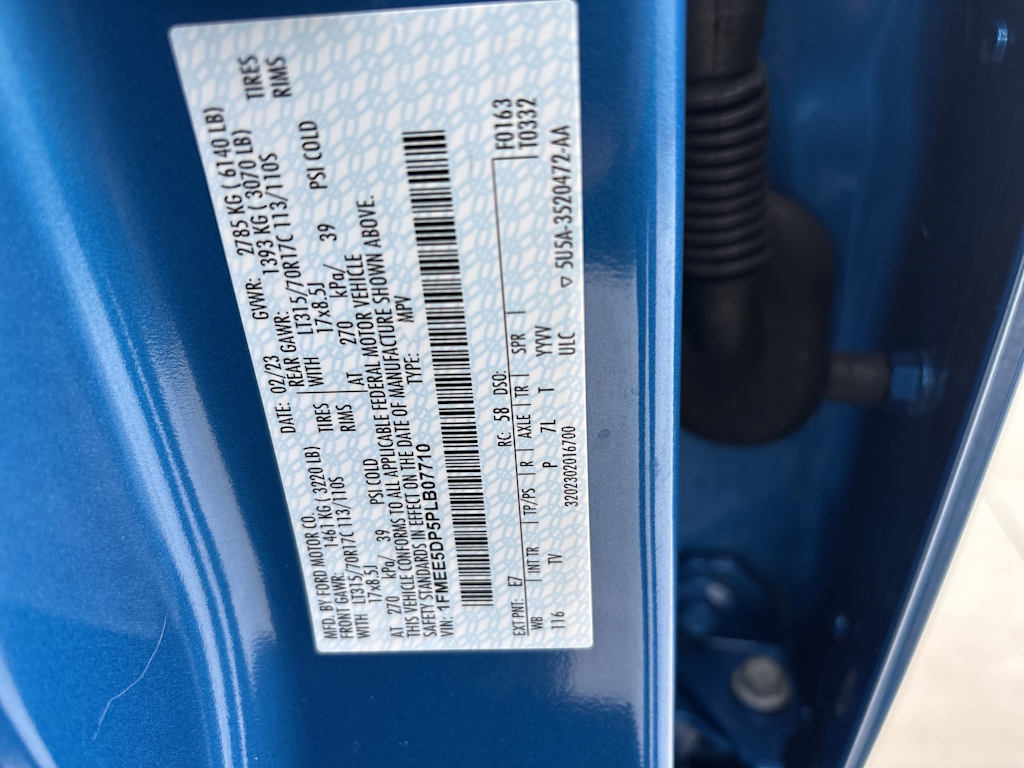 MFD. BY FORD MOTOR CO.
DATE: 02/23 GVWR: 2785 KG ( 6140 LB)
FRONT GAWR: 1461 KG ( 3220 LB) REAR GAWR: 1393 KG ( 3070 LB)
WITH LT315/70R17C 113/110S TIRES WITH LT315/70R17C 113/110S TIRES
17x8.5J RIMS 17x8.5J RIMS
AT 270 kPa/ 39 PSI COLD AT 270 kPa/ 39 PSI COLD
THIS VEHICLE CONFORMS TO ALL APPLICABLE FEDERAL MOTOR VEHICLE
SAFETY STANDARDS IN EFFECT ON THE DATE OF MANUFACTURE SHOWN ABOVE.
VIN: 1FMEE5DP5PLB07710 TYPE: MPV
F0163
T0332
EXT PNT: E7 RC: 58 DSO:
WB INT TR TP/PS R AXLE TR SPR
116 TV P 7L T YYVV
ULC
3202302016700
5U5A-3520472-AA